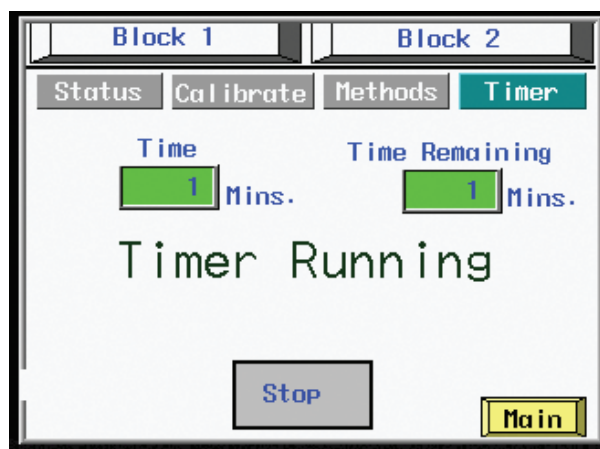 Block 1 Block 2
Status Calibrate Methods Timer
Time Time Remaining
1 Mins. 1 Mins.
Timer Running
Stop
Main